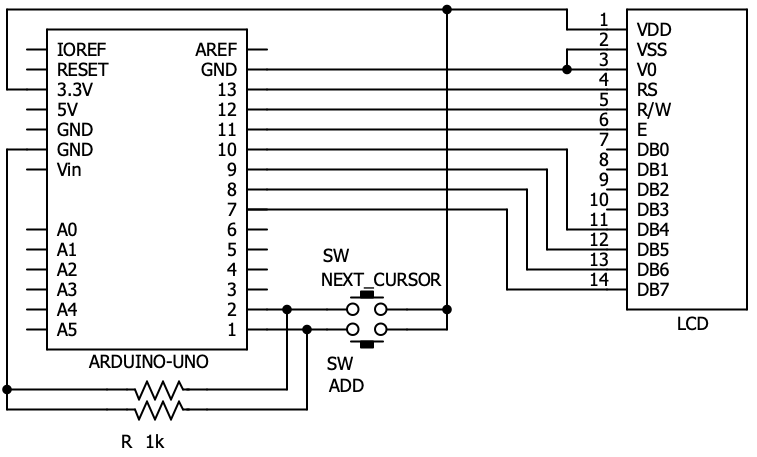 IOREF
RESET
3.3V
5V
GND
GND
Vin
A0
A1
A2
A3
A4
A5
AREF
GND
13
12
11
10
9
8
7
6
5
4
3
2
1
ARDUINO-UNO
R 1k
SW
NEXT_CURSOR
SW
ADD
1 VDD
2 VSS
3 V0
4 RS
5 R/W
6 E
7 DB0
8 DB1
9 DB2
10 DB3
11 DB4
12 DB5
13 DB6
14 DB7
LCD